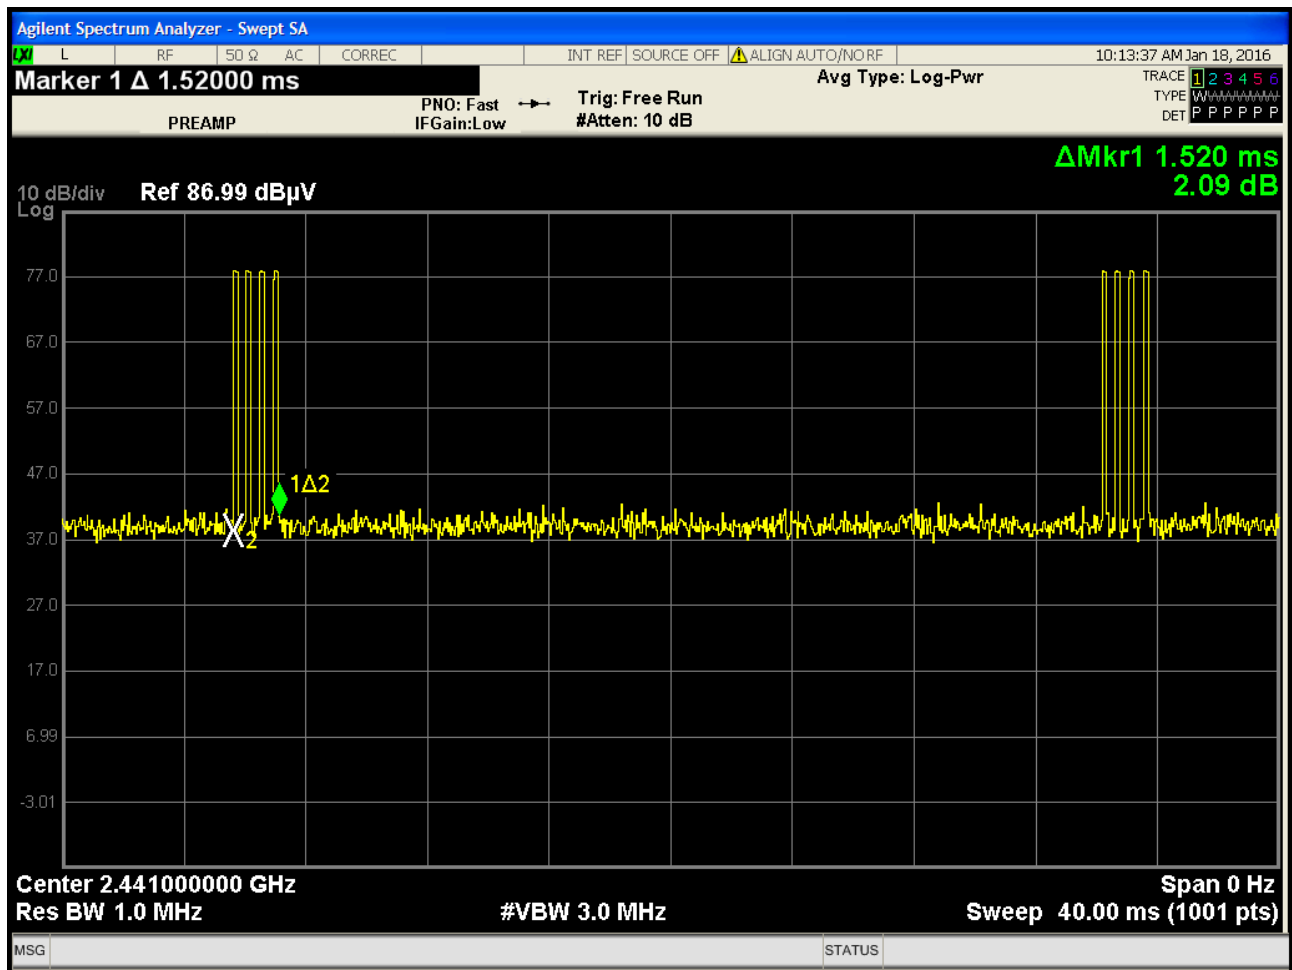 Agilent Spectrum Analyzer - Swept SA
LXI L RF 50 Ω AC CORREC INT REF SOURCE OFF ALIGN AUTO/NO RF 10:13:37 AM Jan 18, 2016
Marker 1 Δ 1.52000 ms
PREAMP
PNO: Fast
IFGain:Low
Trig: Free Run
#Atten: 10 dB
Avg Type: Log-Pwr
TRACE 1 2 3 4 5 6
TYPE W
DET P P P P P P
ΔMkr1 1.520 ms
2.09 dB
10 dB/div Ref 86.99 dBµV
Log
77.0
67.0
57.0
47.0
1Δ2
37.0
X2
27.0
17.0
6.99
-3.01
Center 2.441000000 GHz Span 0 Hz
Res BW 1.0 MHz #VBW 3.0 MHz Sweep 40.00 ms (1001 pts)
MSG STATUS